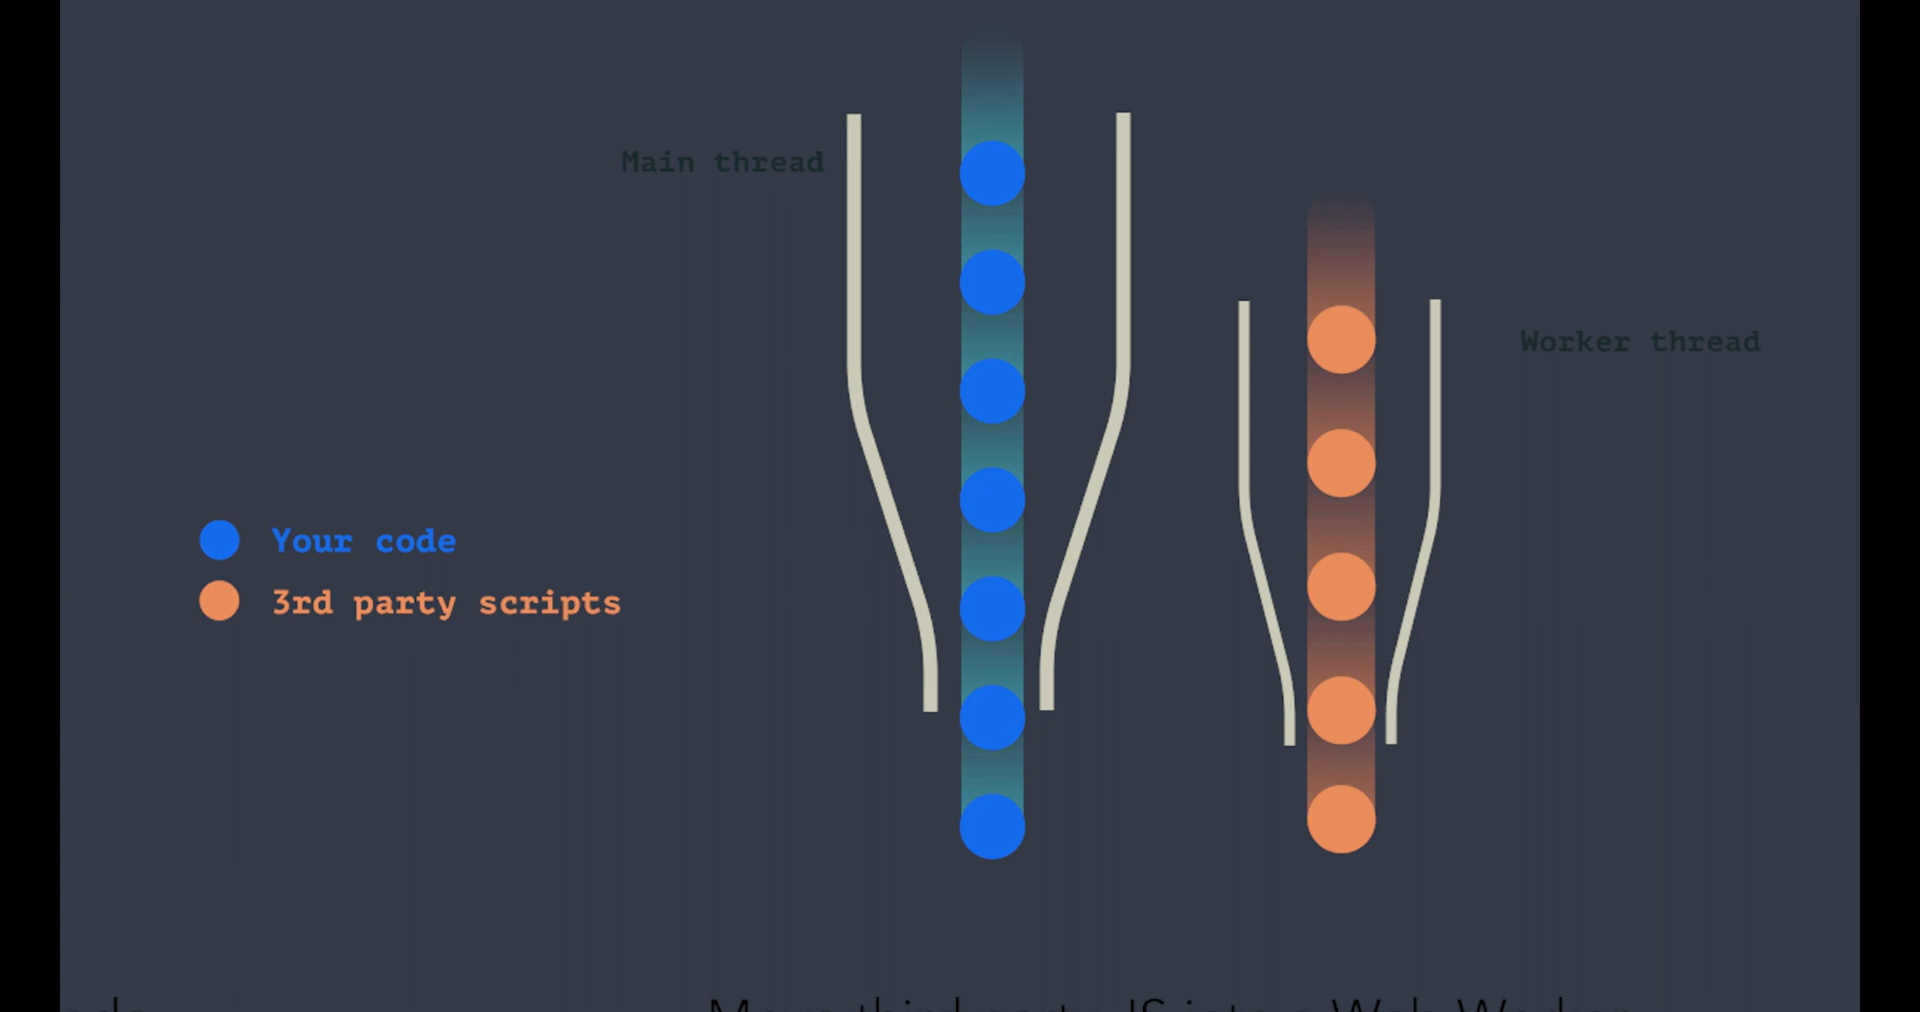 Main thread
Worker thread
Your code
3rd party scripts